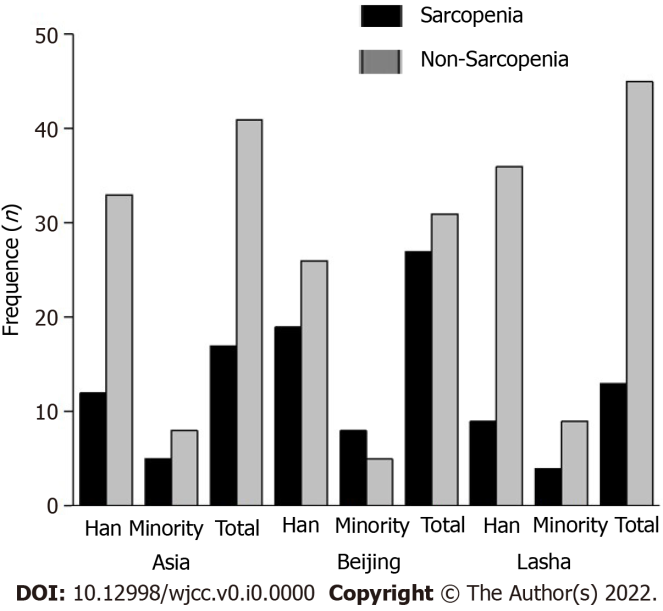 Sarcopenia
Non-Sarcopenia
Frequence (n)
50
40
30
20
10
0
Han Minority Total Han Minority Total Han Minority Total
Asia Beijing Lasha
DOI: 10.12998/wjcc.v0.i0.0000 Copyright © The Author(s) 2022.